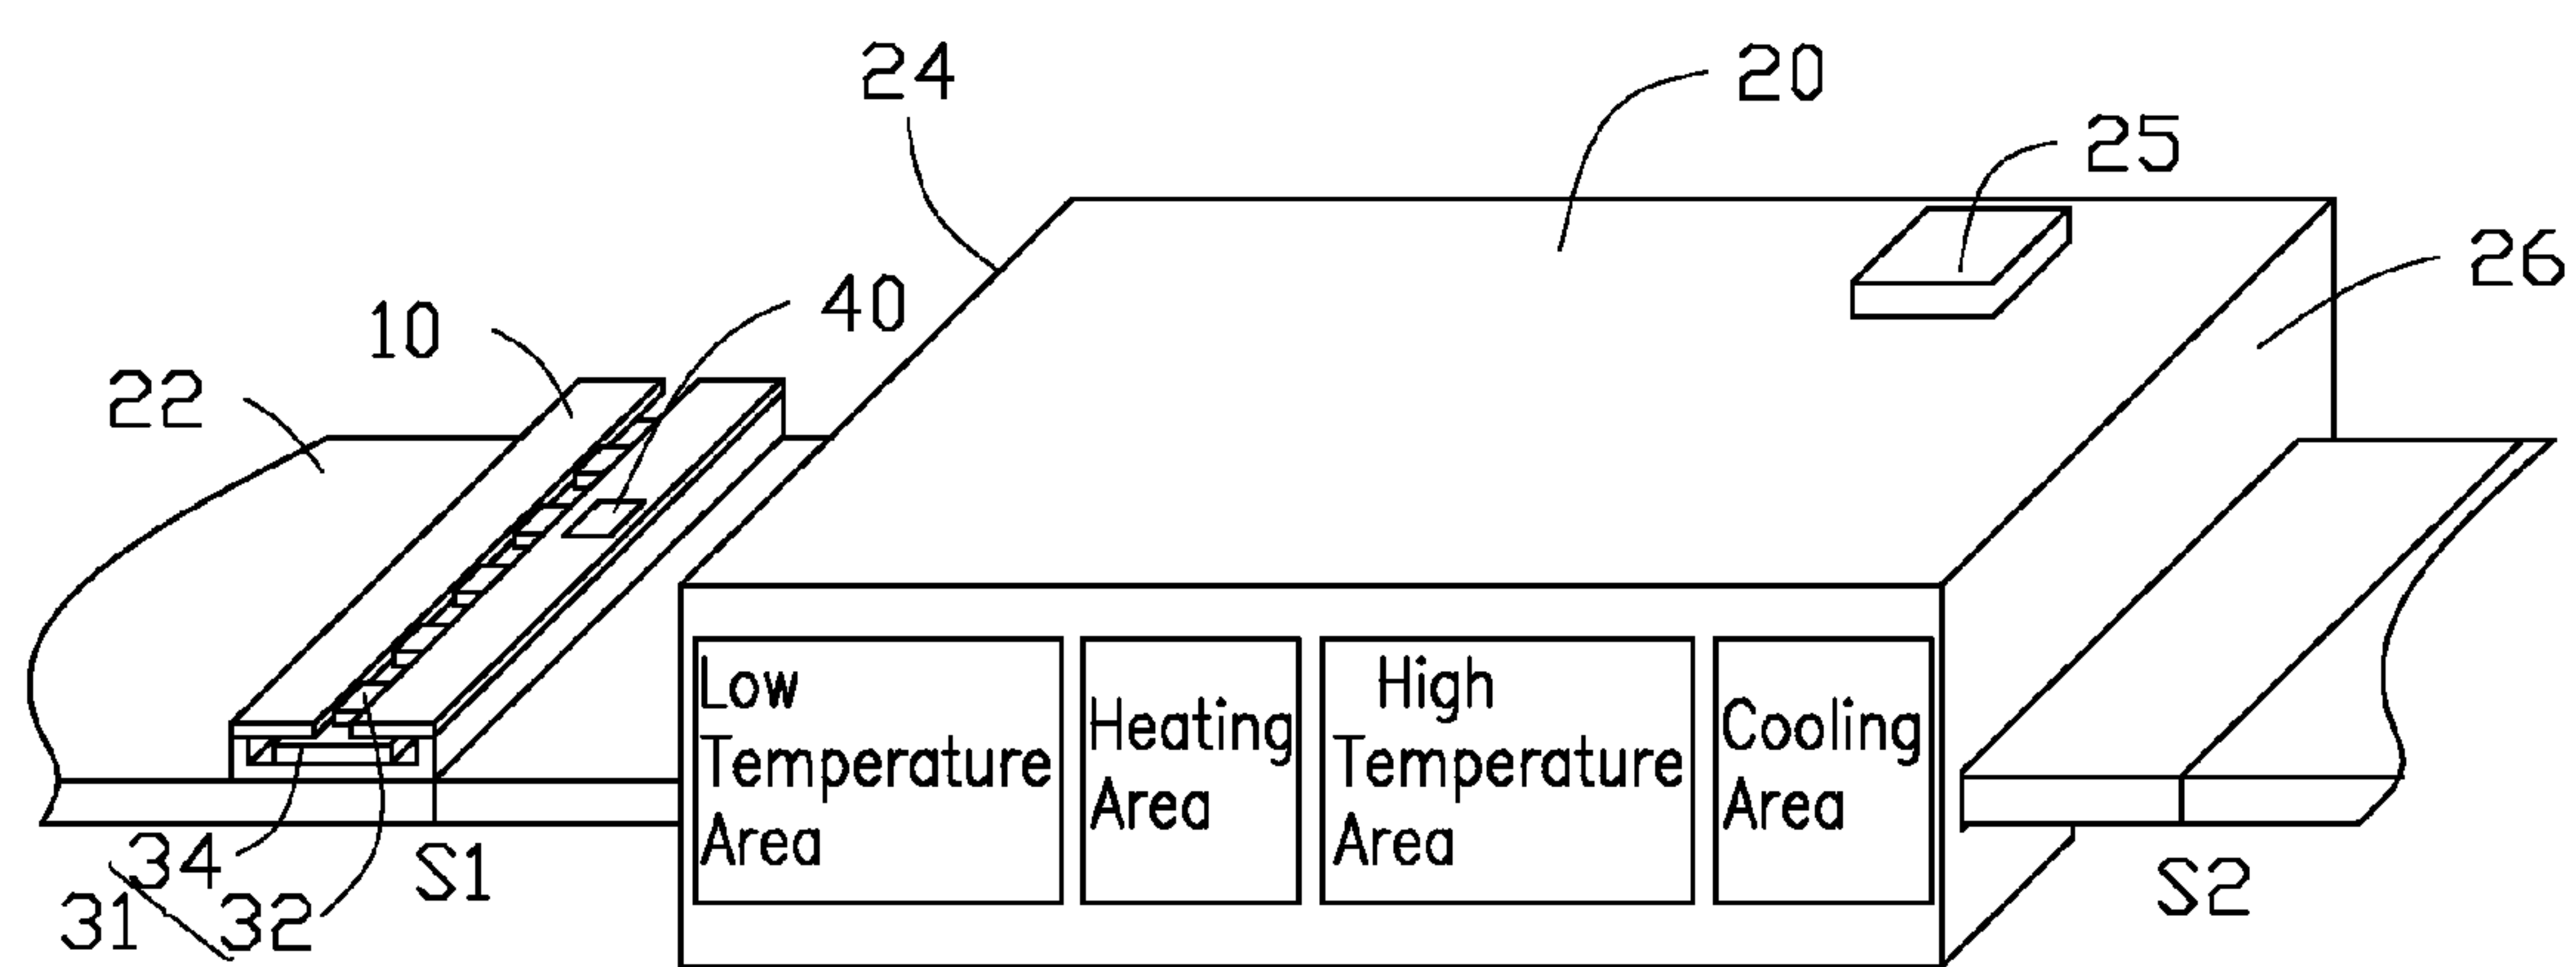 24
20
25
26
40
10
22
Low
Temperature
Area
Heating
Area
High
Temperature
Area
Cooling
Area
34
31
32
S1
S2